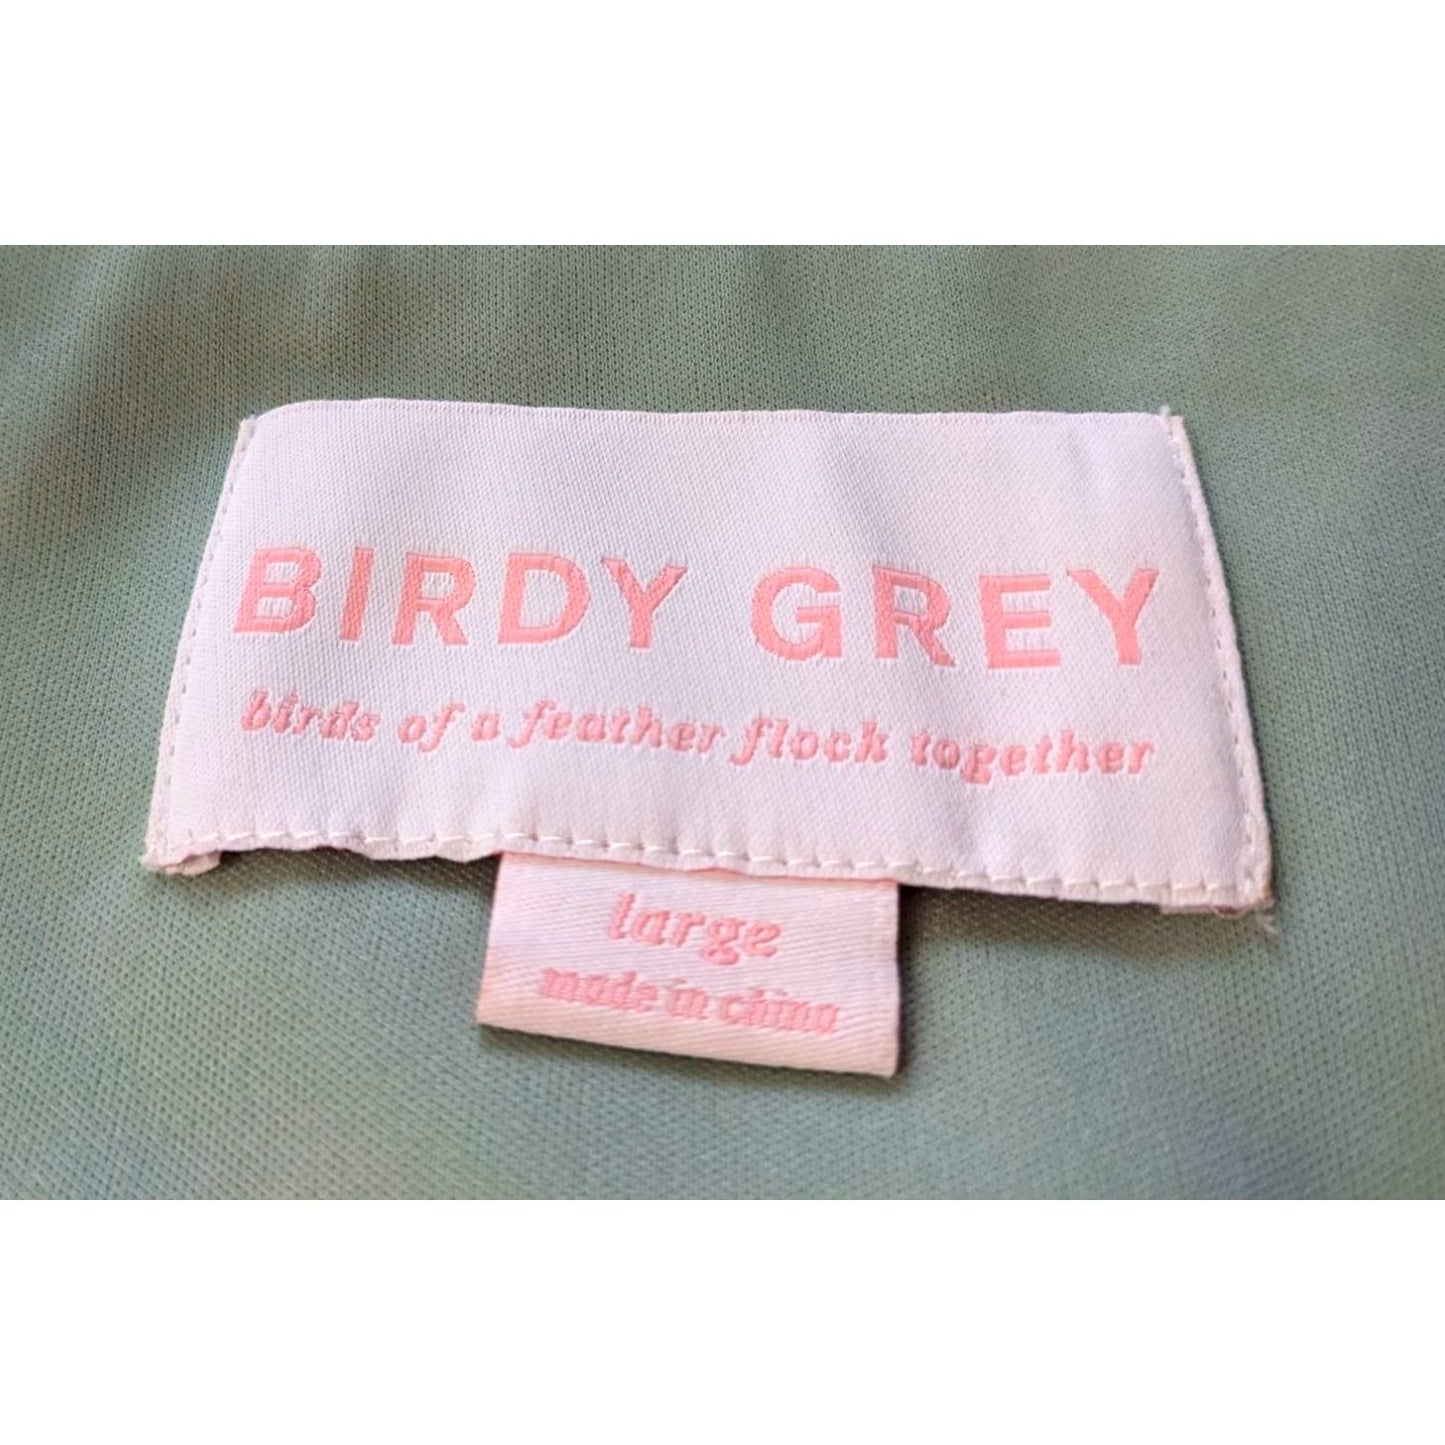 BIRDY GREY
birds of a feather flock together
large
made in china